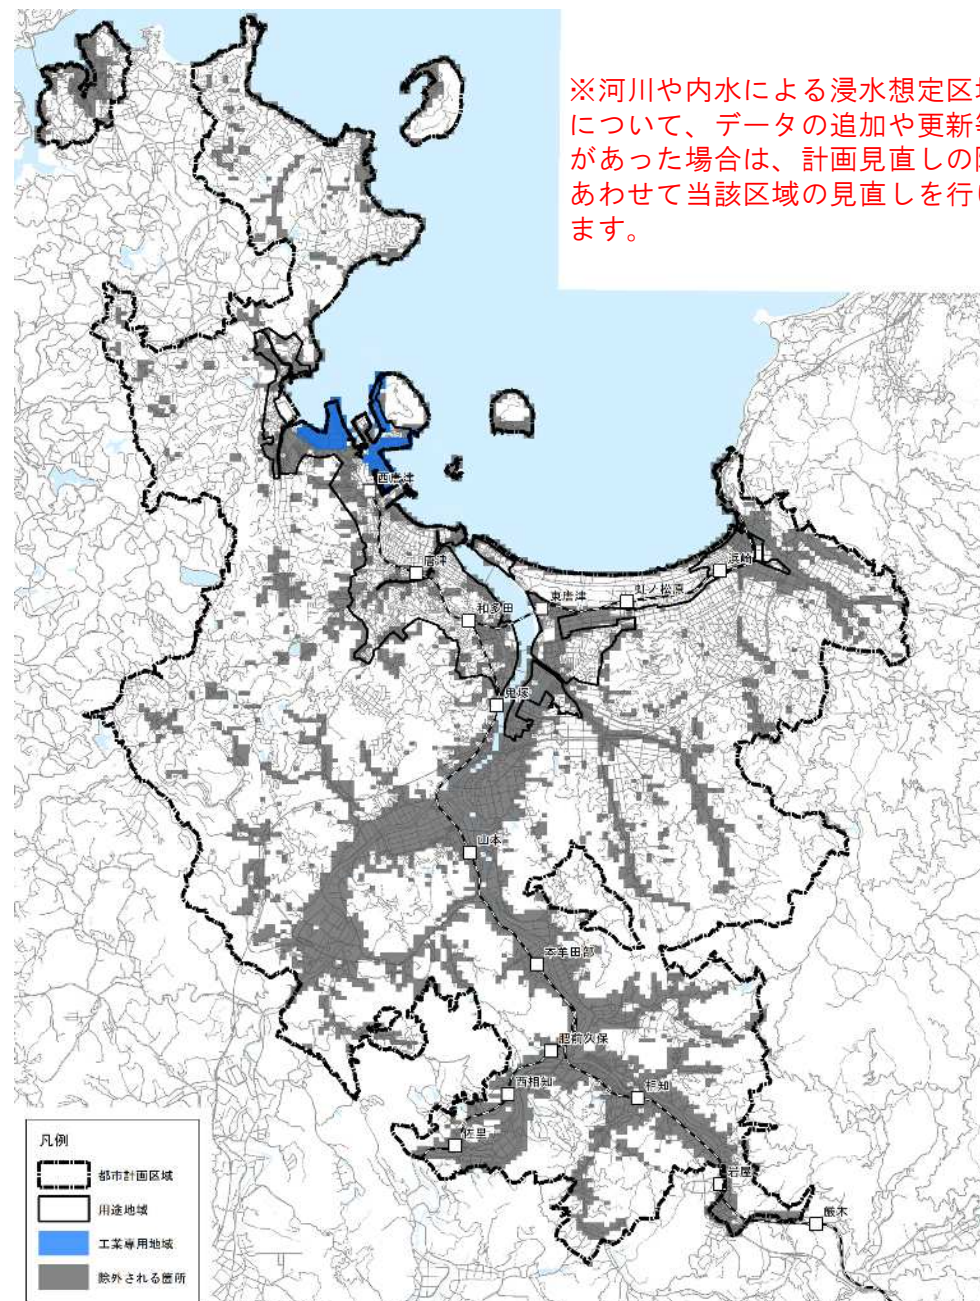 ※河川や内水による浸水想定区域
について、データの追加や更新等
があった場合は、計画見直しの際
あわせて当該区域の見直しを行い
ます。
西唐津
唐津
和多田
東唐津
虹ノ松原
浜崎
鬼塚
山本
本牟田部
肥前久保
西相知
相知
佐里
岩屋
厳木
凡例
都市計画区域
用途地域
工業専用地域
除外される箇所